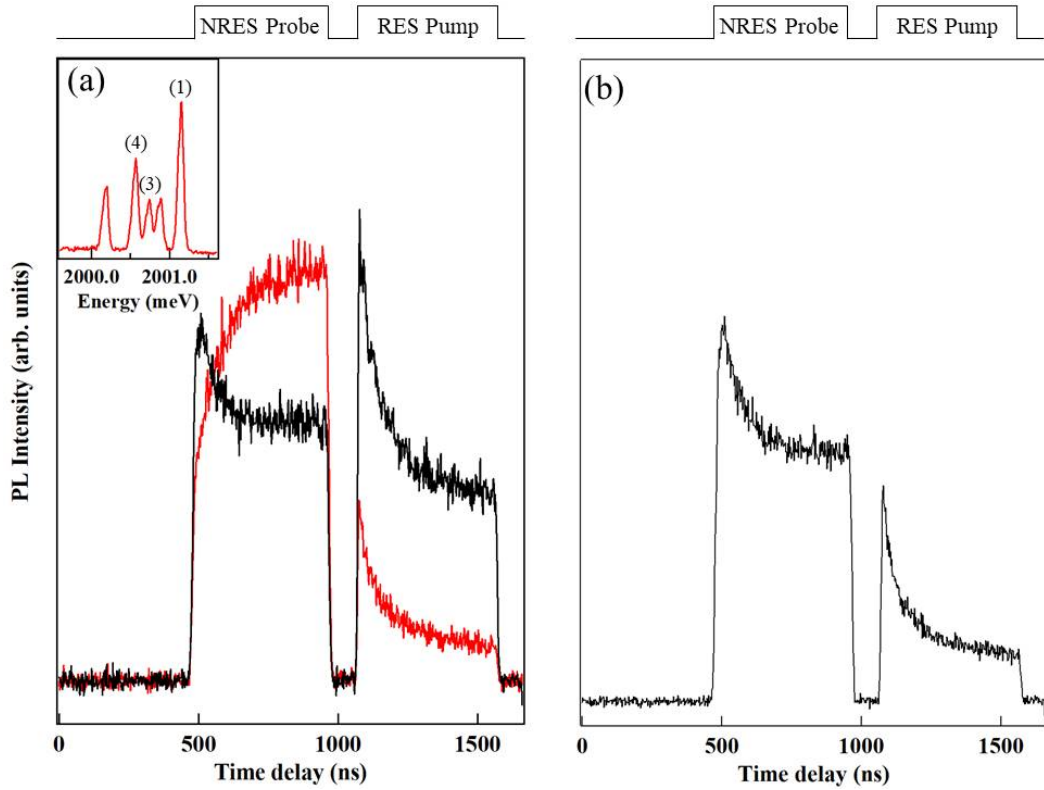 NRES Probe RES Pump
NRES Probe RES Pump
(a)
(1)
(4)
(3)
2000.0 2001.0
Energy (meV)
PL Intensity (arb. units)
0 500 1000 1500
Time delay (ns)
(b)
0 500 1000 1500
Time delay (ns)